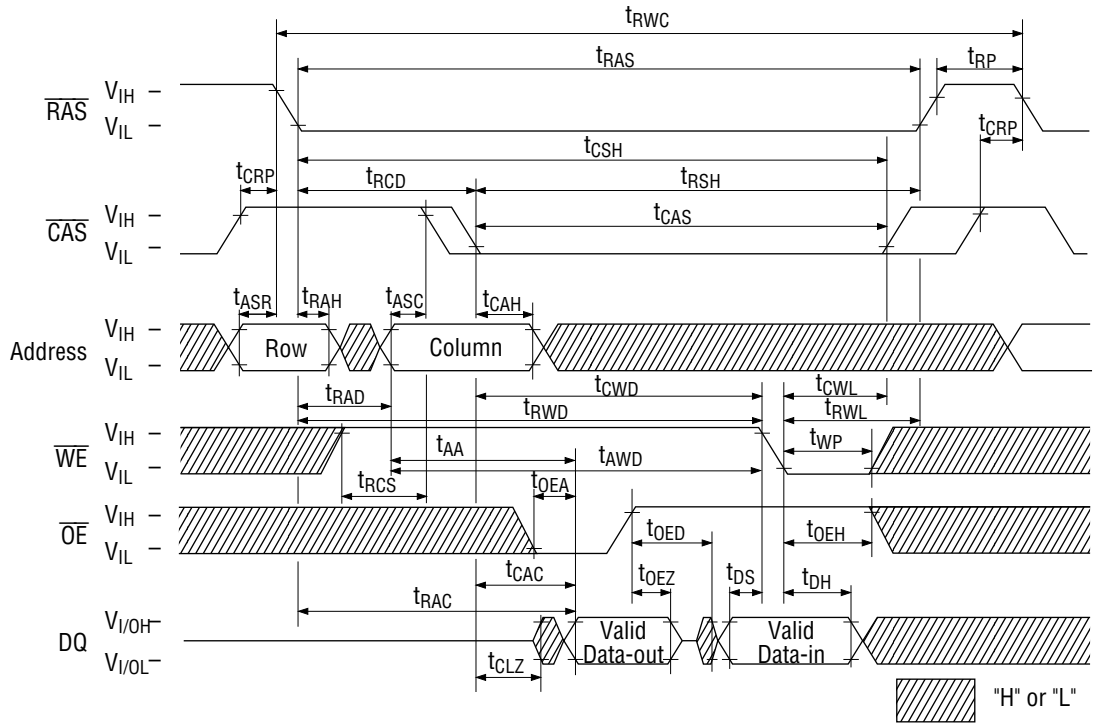 tRWC
tRAS
tRP
RAS
VIH
VIL
tCRP
tCSH
tCRP
tRCD
tRSH
CAS
VIH
VIL
tCAS
tASR
tRAH
tASC
tCAH
Address
VIH
VIL
Row
Column
tRAD
tCWD
tCWL
tRWD
tRWL
WE
VIH
VIL
tAA
tAWD
tWP
tRCS
tOEA
OE
VIH
VIL
tOED
tOEH
tCAC
tOEZ
tDS
tDH
tRAC
DQ
VI/OH
VI/OL
Valid
Data-out
Valid
Data-in
tCLZ
"H" or "L"